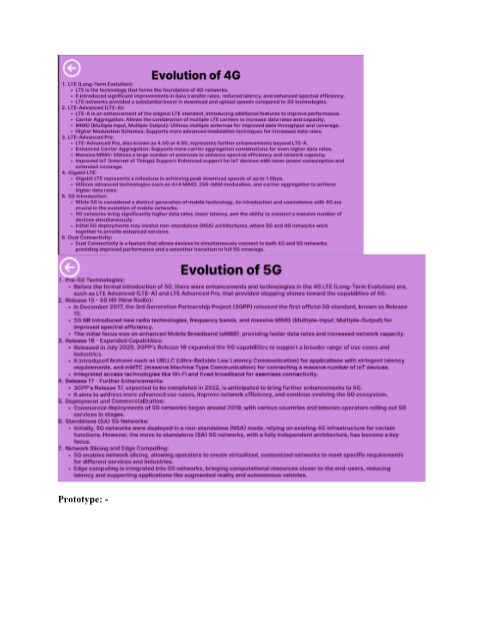 Evolution of 4G
1. LTE (Long-Term Evolution):
• LTE is the technology that forms the foundation of 4G networks.
• It introduced significant improvements in data transfer rates, reduced latency, and enhanced spectral efficiency.
• LTE networks provided a substantial boost in download and upload speeds compared to 3G technologies.
2. LTE-Advanced (LTE-A):
• LTE-A is an enhancement of the original LTE standard, introducing additional features to improve performance.
• Carrier Aggregation: Allows the combination of multiple LTE carriers to increase data rates and capacity.
• MIMO (Multiple Input, Multiple Output): Utilizes multiple antennas for improved data throughput and coverage.
• Higher Modulation Schemes: Supports more advanced modulation techniques for increased data rates.
3. LTE-Advanced Pro:
• LTE-Advanced Pro, also known as 4.5G or 4.9G, represents further enhancements beyond LTE-A.
• Enhanced Carrier Aggregation: Supports more carrier aggregation combinations for even higher data rates.
• Massive MIMO: Utilizes a large number of antennas to enhance spectral efficiency and network capacity.
• Improved IoT (Internet of Things) Support: Enhanced support for IoT devices with lower power consumption and
extended coverage.
4. Gigabit LTE:
• Gigabit LTE represents a milestone in achieving peak download speeds of up to 1 Gbps.
• Utilizes advanced technologies such as 4×4 MIMO, 256-QAM modulation, and carrier aggregation to achieve
higher data rates.
5. 5G Introduction:
• While 5G is considered a distinct generation of mobile technology, its introduction and coexistence with 4G are
crucial in the evolution of mobile networks.
• 5G networks bring significantly higher data rates, lower latency, and the ability to connect a massive number of
devices simultaneously.
• Initial 5G deployments may involve non-standalone (NSA) architectures, where 5G and 4G networks work
together to provide enhanced services.
6. Dual Connectivity:
• Dual Connectivity is a feature that allows devices to simultaneously connect to both 4G and 5G networks,
providing improved performance and a smoother transition to full 5G coverage.
Evolution of 5G
1. Pre-5G Technologies:
• Before the formal introduction of 5G, there were enhancements and technologies in the 4G LTE (Long-Term Evolution) era,
such as LTE Advanced (LTE-A) and LTE Advanced Pro, that provided stepping stones toward the capabilities of 5G.
2. Release 15 - 5G NR (New Radio):
• In December 2017, the 3rd Generation Partnership Project (3GPP) released the first official 5G standard, known as Release
15.
• 5G NR introduced new radio technologies, frequency bands, and massive MIMO (Multiple-Input, Multiple-Output) for
improved spectral efficiency.
• The initial focus was on enhanced Mobile Broadband (eMBB), providing faster data rates and increased network capacity.
3. Release 16 - Expanded Capabilities:
• Released in July 2020, 3GPP's Release 16 expanded the 5G capabilities to support a broader range of use cases and
industries.
• It introduced features such as URLLC (Ultra-Reliable Low Latency Communication) for applications with stringent latency
requirements, and mMTC (massive Machine Type Communication) for connecting a massive number of IoT devices.
• Integrated access technologies like Wi-Fi and fixed broadband for seamless connectivity.
4. Release 17 - Further Enhancements:
• 3GPP's Release 17, expected to be completed in 2022, is anticipated to bring further enhancements to 5G.
• It aims to address more advanced use cases, improve network efficiency, and continue evolving the 5G ecosystem.
5. Deployment and Commercialization:
• Commercial deployments of 5G networks began around 2019, with various countries and telecom operators rolling out 5G
services in stages.
6. Standalone (SA) 5G Networks:
• Initially, 5G networks were deployed in a non-standalone (NSA) mode, relying on existing 4G infrastructure for certain
functions. However, the move to standalone (SA) 5G networks, with a fully independent architecture, has become a key
focus.
7. Network Slicing and Edge Computing:
• 5G enables network slicing, allowing operators to create virtualized, customized networks to meet specific requirements
for different services and industries.
• Edge computing is integrated into 5G networks, bringing computational resources closer to the end-users, reducing
latency and supporting applications like augmented reality and autonomous vehicles.
Prototype: -